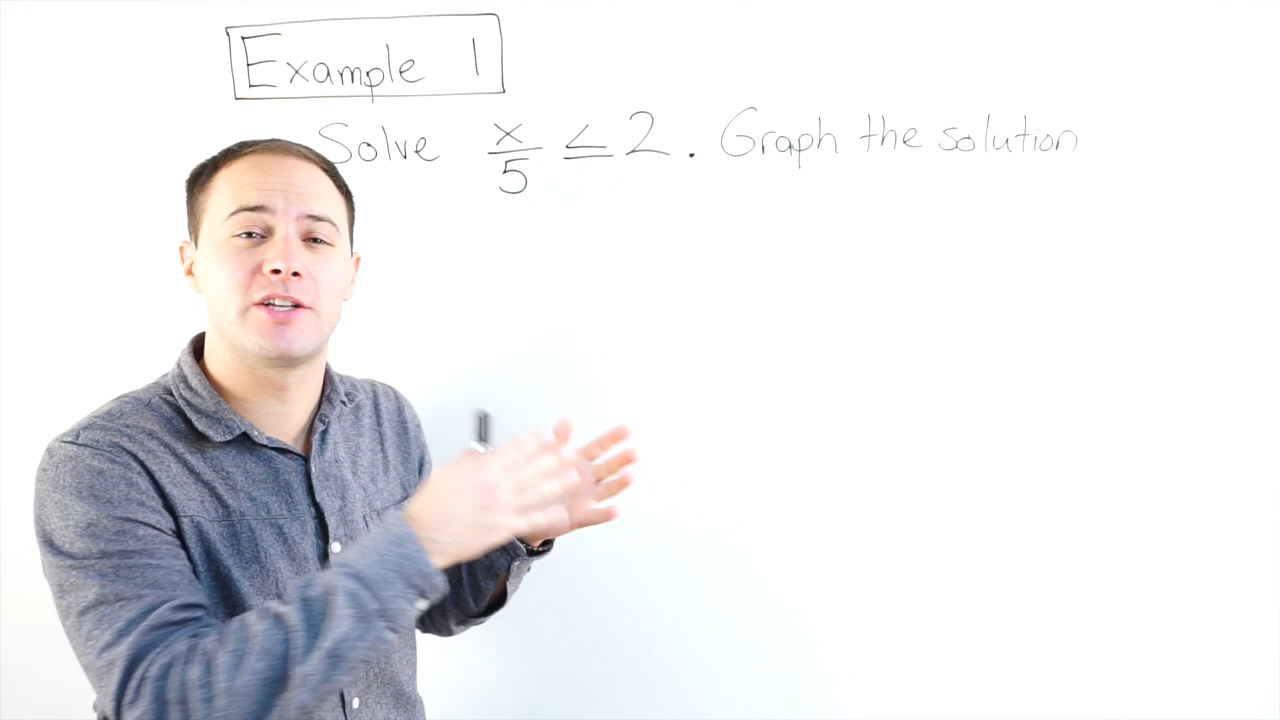 Example 1
Solve x/5 ≤ 2. Graph the solution